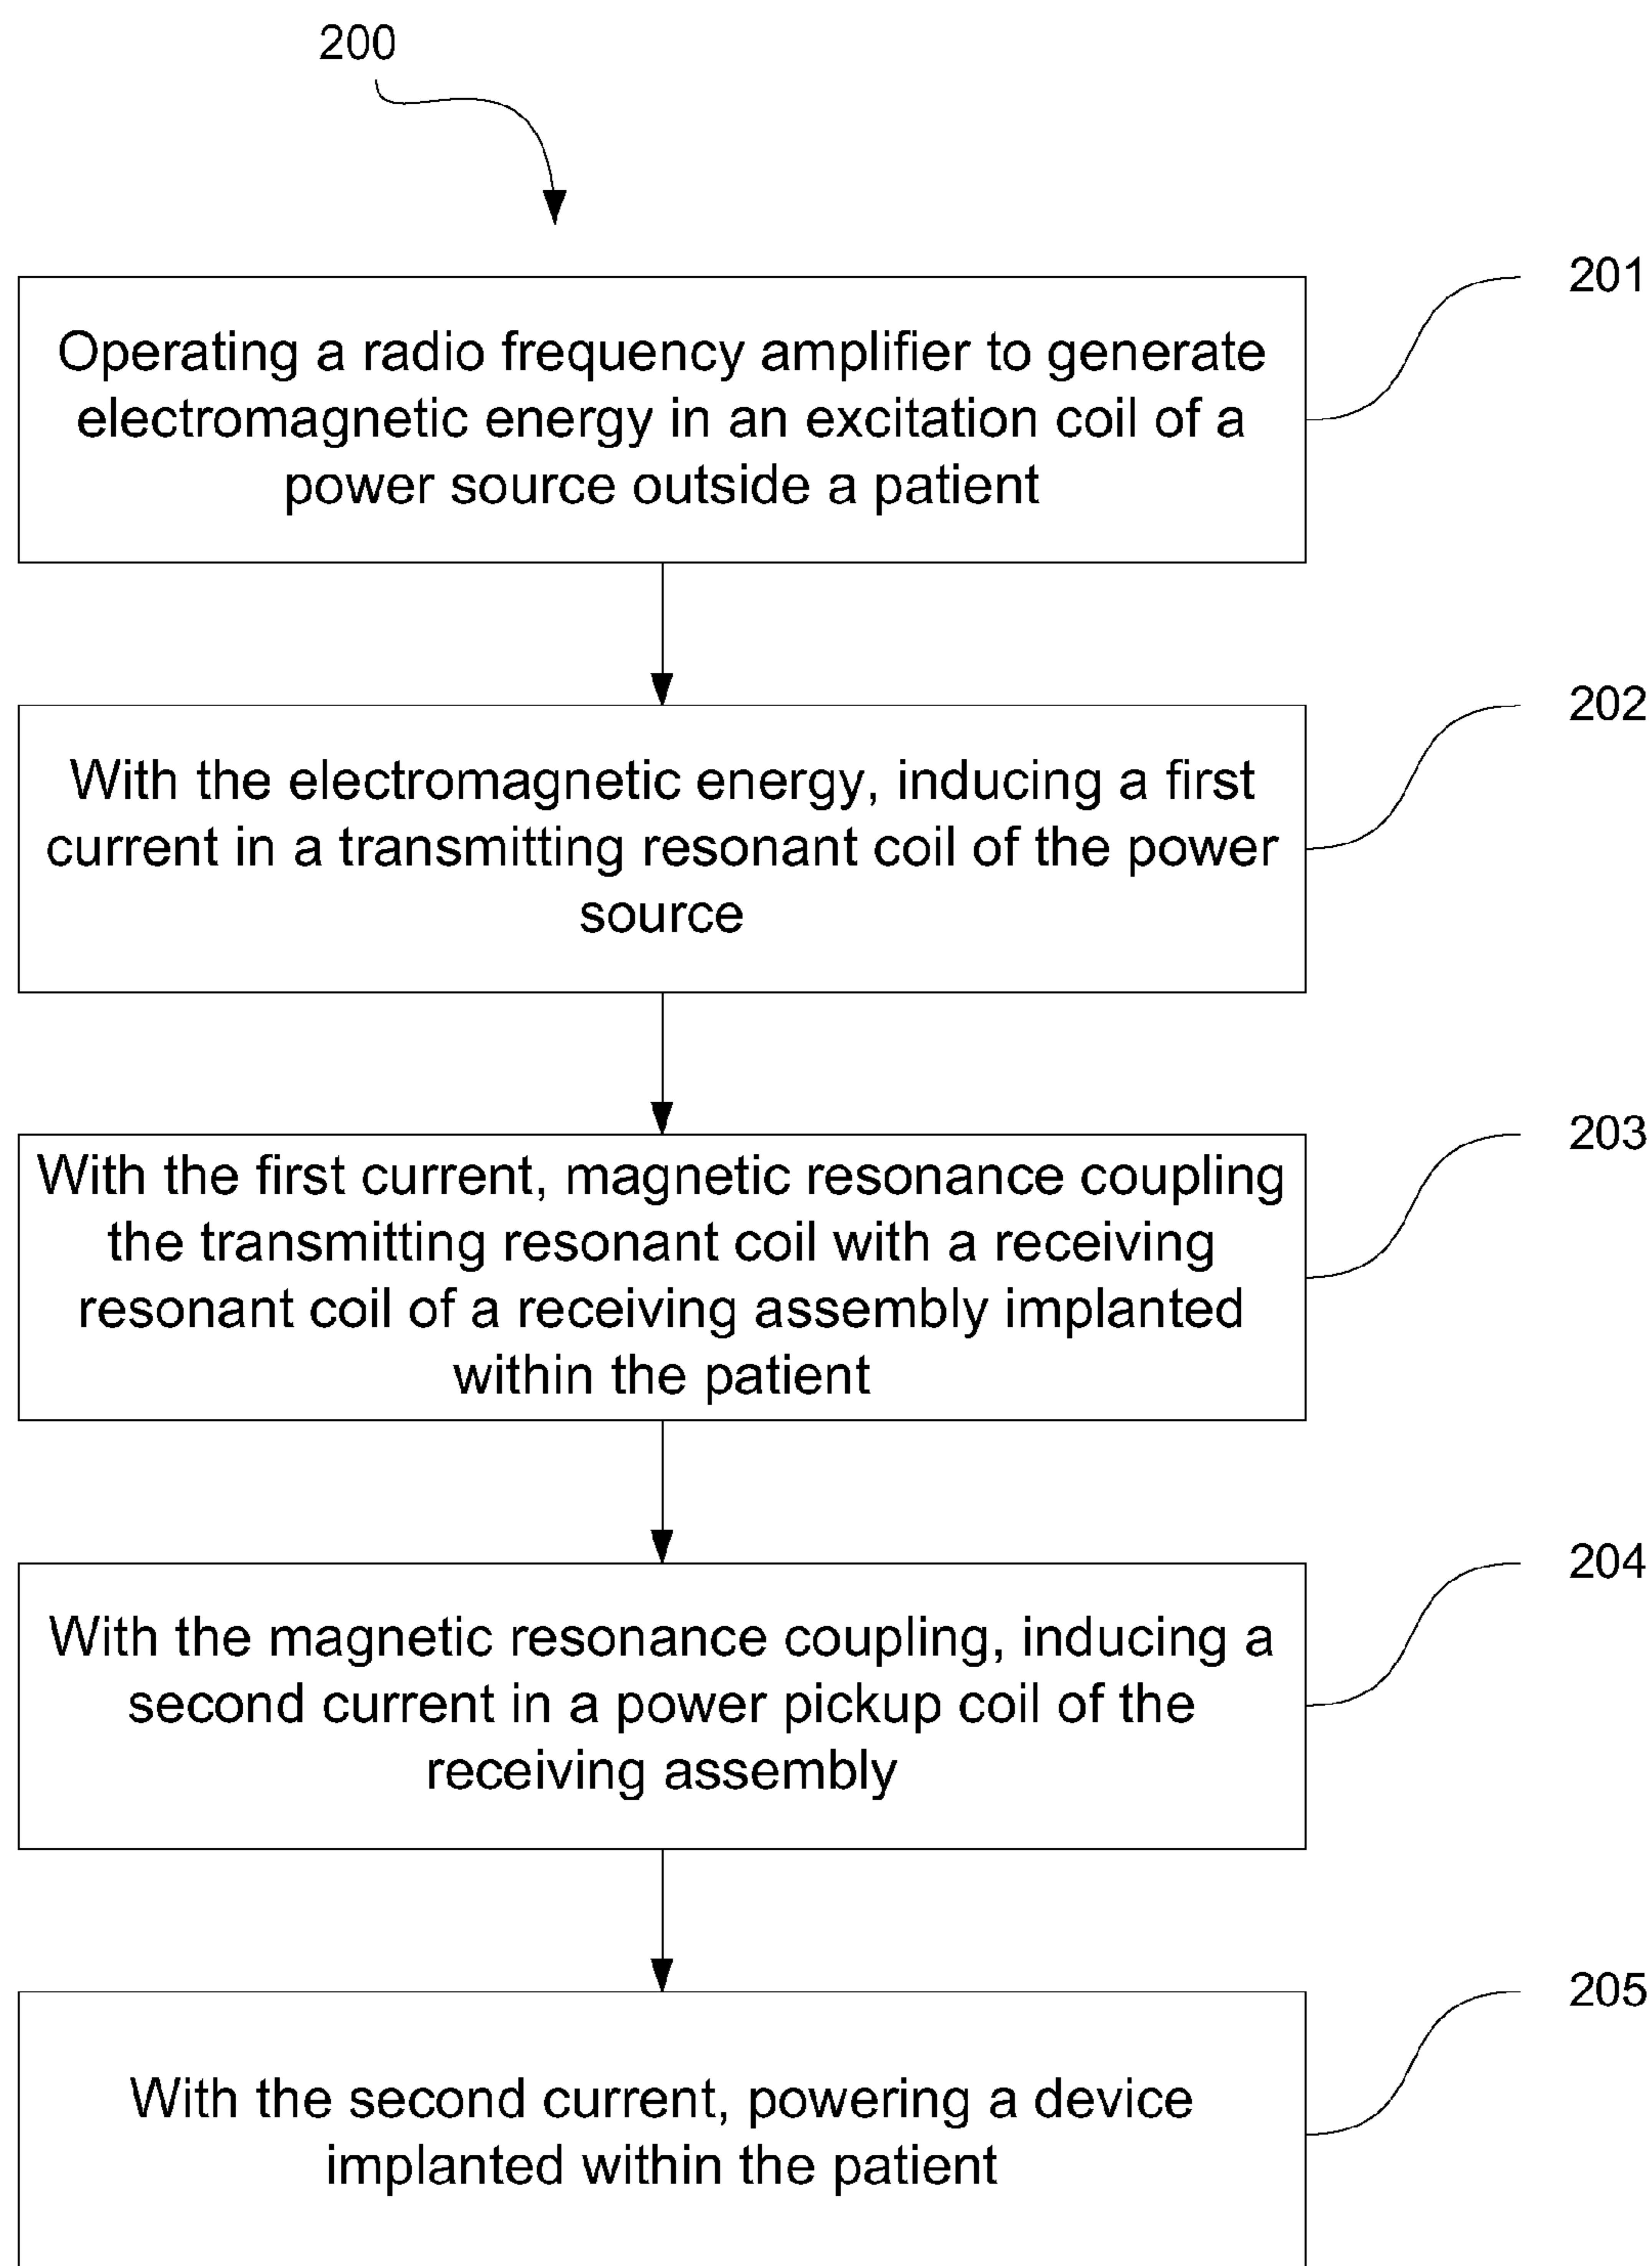 200
201
Operating a radio frequency amplifier to generate
electromagnetic energy in an excitation coil of a
power source outside a patient
202
With the electromagnetic energy, inducing a first
current in a transmitting resonant coil of the power
source
203
With the first current, magnetic resonance coupling
the transmitting resonant coil with a receiving
resonant coil of a receiving assembly implanted
within the patient
204
With the magnetic resonance coupling, inducing a
second current in a power pickup coil of the
receiving assembly
205
With the second current, powering a device
implanted within the patient